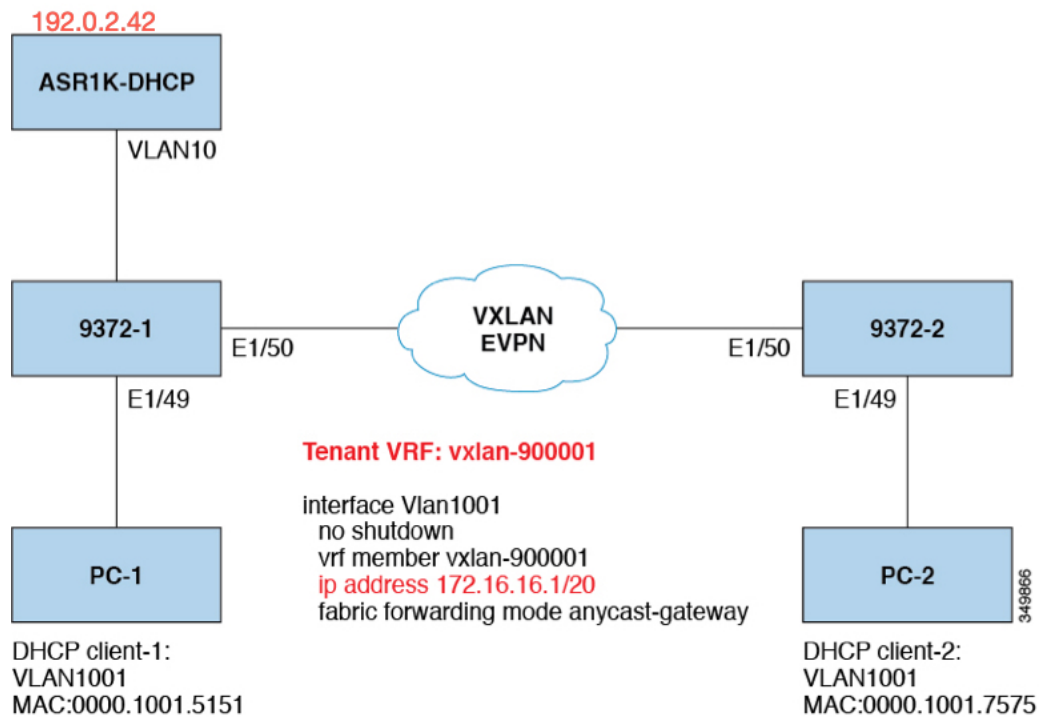 192.0.2.42
ASR1K-DHCP
VLAN10
9372-1
E1/50
E1/49
VXLAN
EVPN
E1/50
9372-2
E1/49
Tenant VRF: vxlan-900001
interface Vlan1001
no shutdown
vrf member vxlan-900001
ip address 172.16.16.1/20
fabric forwarding mode anycast-gateway
PC-1
DHCP client-1:
VLAN1001
MAC:0000.1001.5151
PC-2
349866
DHCP client-2:
VLAN1001
MAC:0000.1001.7575